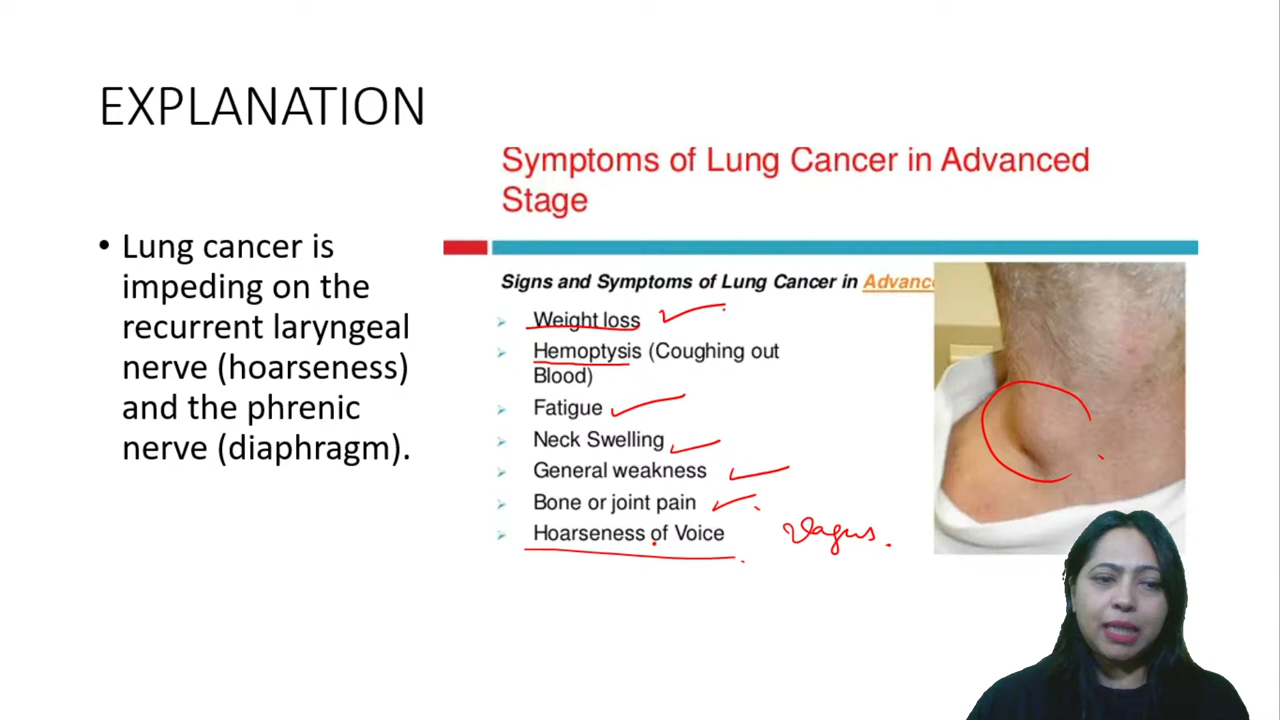 EXPLANATION
• Lung cancer is
impeding on the
recurrent laryngeal
nerve (hoarseness)
and the phrenic
nerve (diaphragm).
Symptoms of Lung Cancer in Advanced
Stage
Signs and Symptoms of Lung Cancer in Advanc
Weight loss
Hemoptysis (Coughing out
Blood)
Fatigue
Neck Swelling
General weakness
Bone or joint pain
Hoarseness of Voice
Vagus.